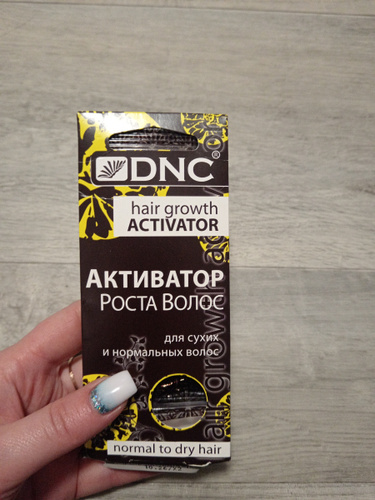 DNC®
hair growth
ACTIVATOR
АКТИВАТОР
РОСТА ВОЛОС
для сухих
и нормальных волос
normal to dry hair